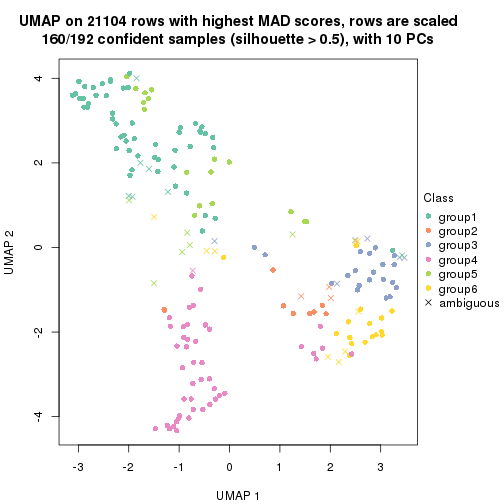 UMAP on 21104 rows with highest MAD scores, rows are scaled
160/192 confident samples (silhouette > 0.5), with 10 PCs
4
2
0
-2
-4
UMAP 2
-3
-2
-1
0
1
2
3
UMAP 1
Class
group1
group2
group3
group4
group5
group6
ambiguous